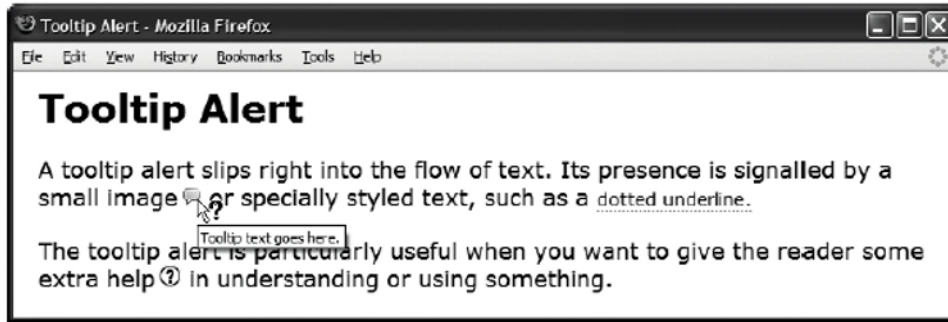 Tooltip Alert - Mozilla Firefox
File Edit View History Bookmarks Tools Help
Tooltip Alert
A tooltip alert slips right into the flow of text. Its presence is signalled by a
small image or specially styled text, such as a dotted underline.
Tooltip text goes here.
The tooltip alert is particularly useful when you want to give the reader some
extra help ? in understanding or using something.